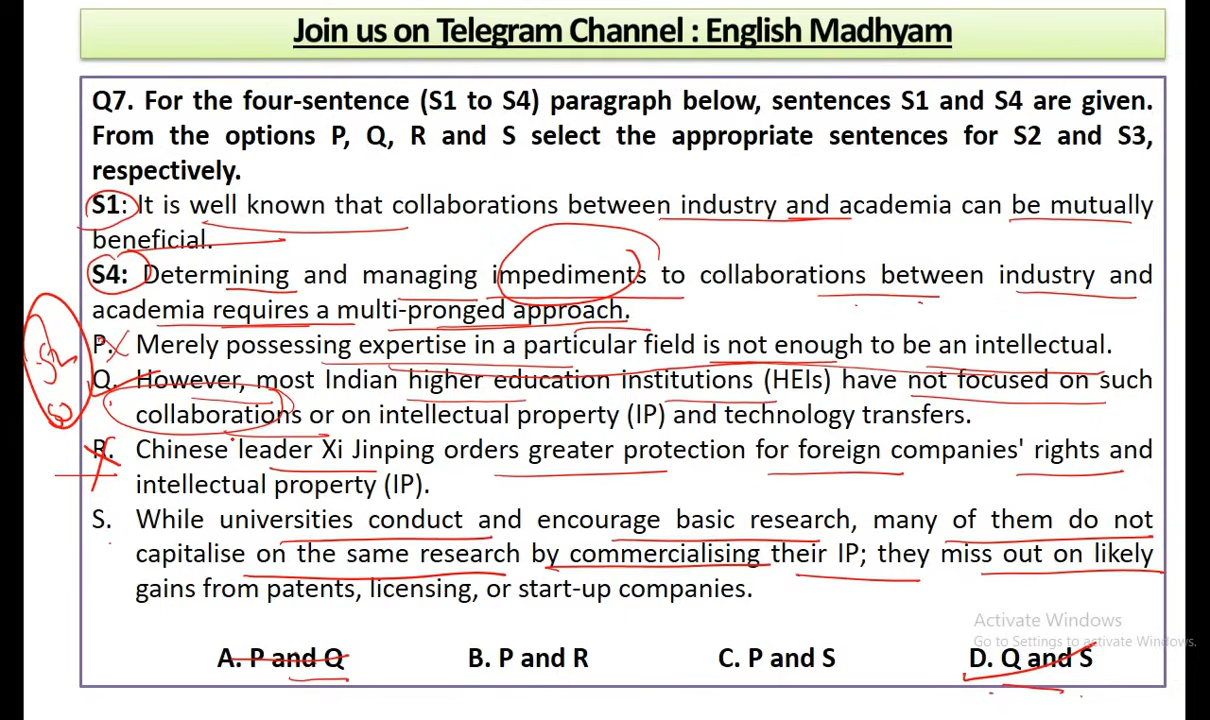 Join us on Telegram Channel : English Madhyam
Q7. For the four-sentence (S1 to S4) paragraph below, sentences S1 and S4 are given.
From the options P, Q, R and S select the appropriate sentences for S2 and S3,
respectively.
S1: It is well known that collaborations between industry and academia can be mutually
beneficial.
S4: Determining and managing impediments to collaborations between industry and
academia requires a multi-pronged approach.
P. Merely possessing expertise in a particular field is not enough to be an intellectual.
Q. However, most Indian higher education institutions (HEIs) have not focused on such
collaborations or on intellectual property (IP) and technology transfers.
S2
R. Chinese leader Xi Jinping orders greater protection for foreign companies' rights and
intellectual property (IP).
S. While universities conduct and encourage basic research, many of them do not
capitalise on the same research by commercialising their IP; they miss out on likely
gains from patents, licensing, or start-up companies.
Activate Windows
Go to Settings to activate Windows.
A. P and Q B. P and R C. P and S D. Q and S